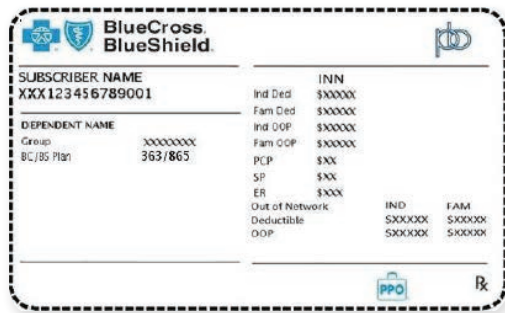 BlueCross.
BlueShield.
pbo
SUBSCRIBER NAME
XXX123456789001
DEPENDENT NAME
Group XXXXXXXX
BC/BS Plan 363/865
INN
Ind Ded $XXXXX
Fam Ded $XXXXX
Ind OOP $XXXXX
Fam OOP $XXXXX
PCP $XX
SP $XX
ER $XXX
Out of Network IND FAM
Deductible $XXXXX $XXXXX
OOP $XXXXX $XXXXX
PPO
Rx